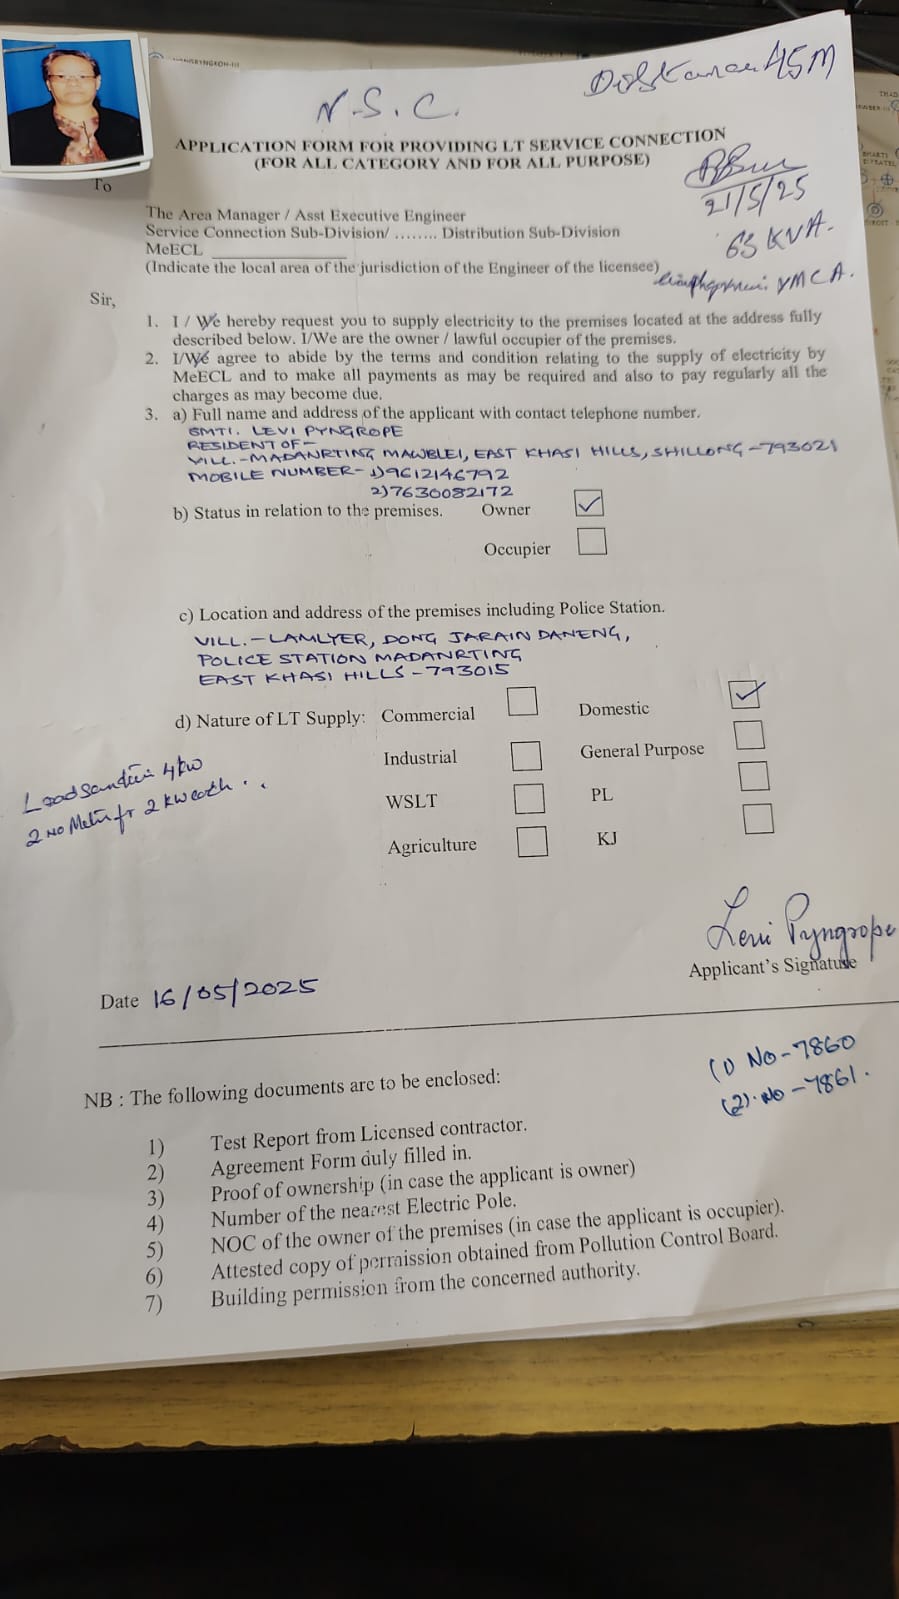 N.S.C.
ASM
APPLICATION FORM FOR PROVIDING LT SERVICE CONNECTION
(FOR ALL CATEGORY AND FOR ALL PURPOSE)
21/5/25
63 KVA.
YMCA.
To
The Area Manager / Asst Executive Engineer
Service Connection Sub-Division/ ........ Distribution Sub-Division
MeECL
(Indicate the local area of the jurisdiction of the Engineer of the licensee)
Sir,
1. I / We hereby request you to supply electricity to the premises located at the address fully
described below. I/We are the owner / lawful occupier of the premises.
2. I/We agree to abide by the terms and condition relating to the supply of electricity by
MeECL and to make all payments as may be required and also to pay regularly all the
charges as may become due.
3. a) Full name and address of the applicant with contact telephone number.
SMTI. LEVI PYNGROPE
RESIDENT OF-
VILL.-MADANRTING MAWBLEI, EAST KHASI HILLS, SHILLONG-793021
MOBILE NUMBER- 1)9612146792
2)7630082172
b) Status in relation to the premises. Owner
Occupier
c) Location and address of the premises including Police Station.
VILL.-LAMLYER, DONG JARAIN DANENG,
POLICE STATION MADANRTING
EAST KHASI HILLS-793015
d) Nature of LT Supply: Commercial Domestic
Industrial General Purpose
WSLT PL
Agriculture KJ
Load 4 kw
2 No Meter fr 2 kw each..
Levi Pyngrope
Applicant's Signature
Date 16/05/2025
(1) No-7860
(2). No-7861.
NB : The following documents are to be enclosed:
1) Test Report from Licensed contractor.
2) Agreement Form duly filled in.
3) Proof of ownership (in case the applicant is owner)
4) Number of the nearest Electric Pole.
5) NOC of the owner of the premises (in case the applicant is occupier).
6) Attested copy of permission obtained from Pollution Control Board.
7) Building permission from the concerned authority.